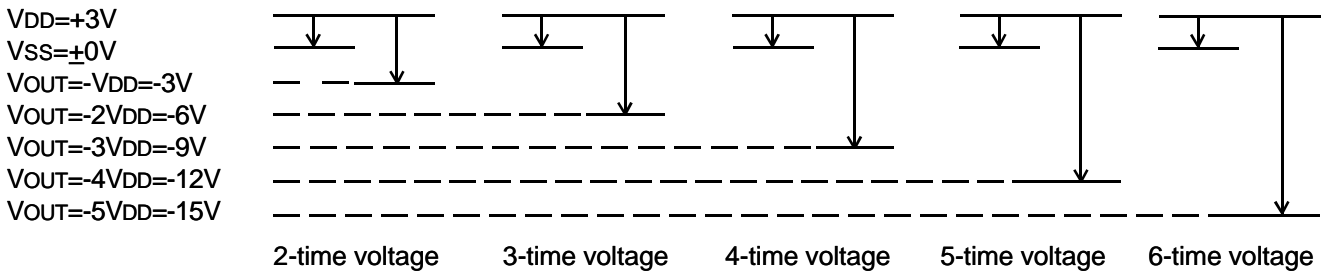 VDD=+3V
VSS=±0V
VOUT=-VDD=-3V
VOUT=-2VDD=-6V
VOUT=-3VDD=-9V
VOUT=-4VDD=-12V
VOUT=-5VDD=-15V
2-time voltage 3-time voltage 4-time voltage 5-time voltage 6-time voltage